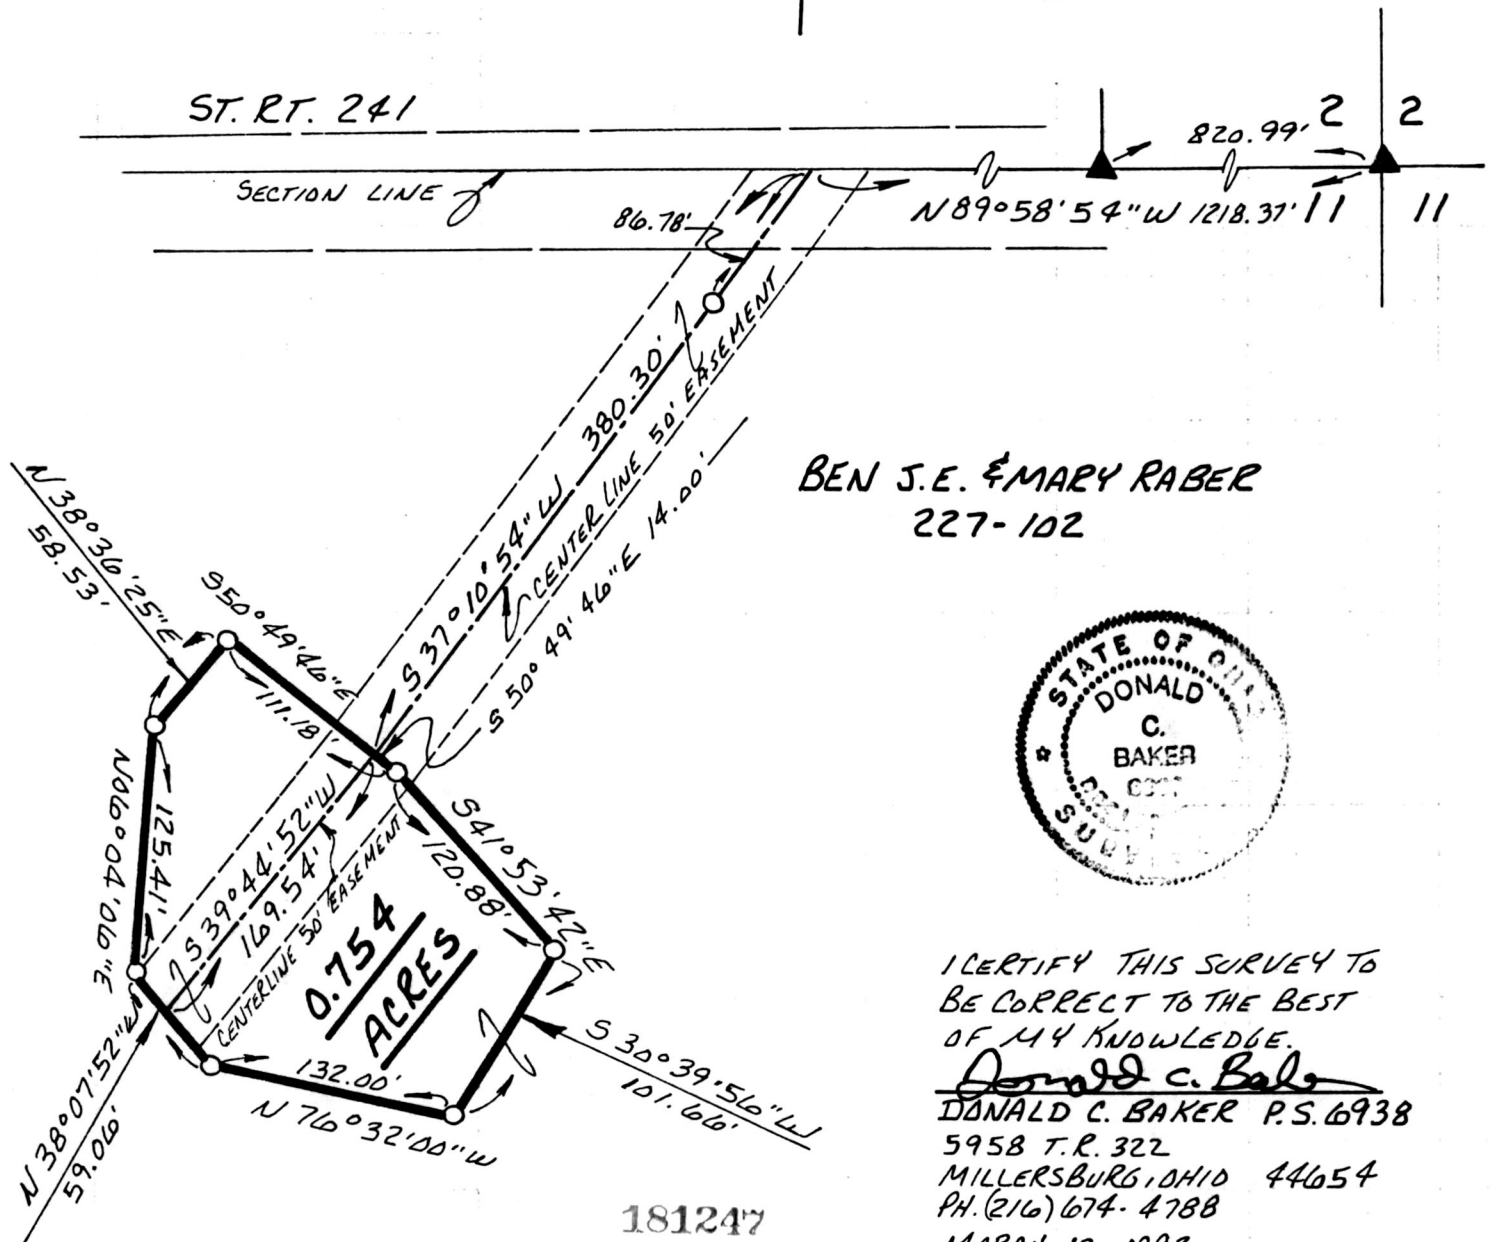 ST. RT. 241
2 2
820.99'
SECTION LINE
N 89° 58' 54" W 1218.37' 11 11
86.78'
S 37° 10' 54" W 380.30'
CENTER LINE 50' EASEMENT
S 50° 49' 46" E 14.00'
BEN J.E. & MARY RABER
227-102
N 38° 36' 25" E
58.53'
S 50° 49' 46" E
111.18'
N 06° 04' 06" E
125.41'
S 39° 44' 52" W
169.54'
CENTERLINE 50' EASEMENT
S 41° 53' 42" E
120.88'
0.754
ACRES
S 30° 39' 56" W
101.66'
132.00'
N 76° 32' 00" W
N 38° 07' 52" W
59.06'
STATE OF
DONALD
C.
BAKER
I CERTIFY THIS SURVEY TO
BE CORRECT TO THE BEST
OF MY KNOWLEDGE.
Donald C. Baker
DONALD C. BAKER P.S. 6938
5958 T.R. 322
MILLERSBURG, OHIO 44654
PH. (216) 674-4788
181247